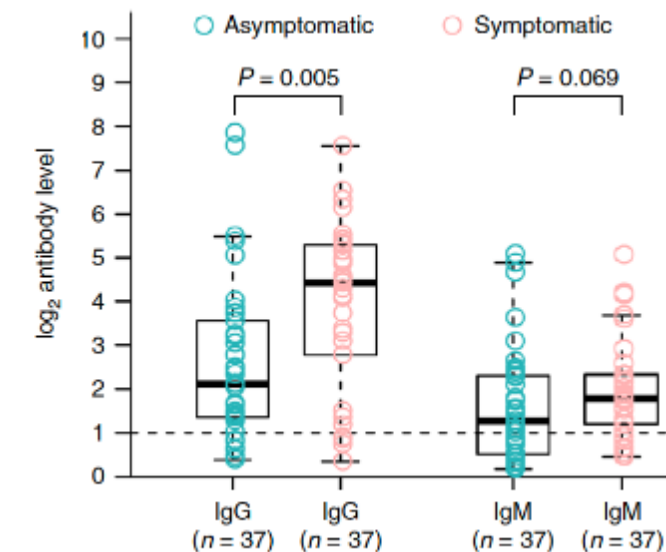 Asymptomatic Symptomatic
P = 0.005 P = 0.069
log₂ antibody level
10
9
8
7
6
5
4
3
2
1
0
IgG IgG IgM IgM
(n = 37) (n = 37) (n = 37) (n = 37)